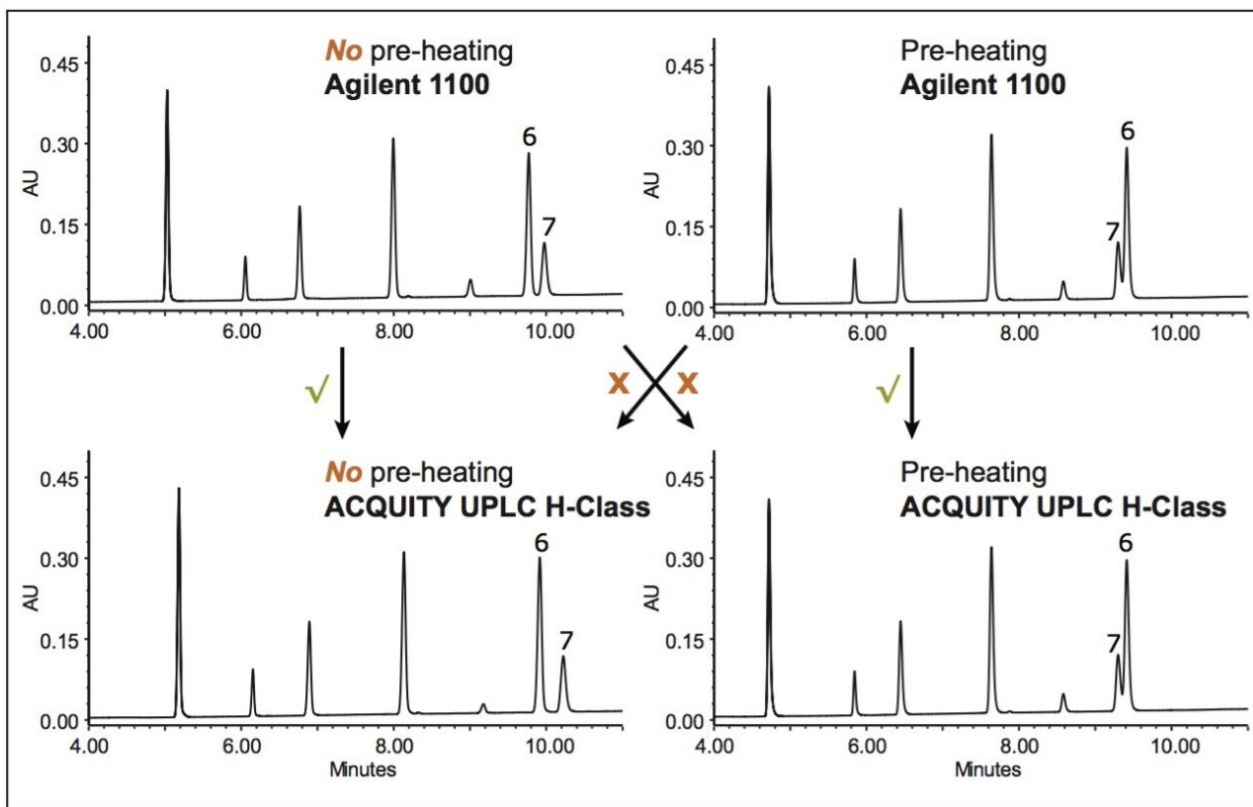 No pre-heating
Agilent 1100
0.45
0.30
0.15
0.00
AU
6
7
4.00 6.00 8.00 10.00
Pre-heating
Agilent 1100
0.45
0.30
0.15
0.00
AU
6
7
4.00 6.00 8.00 10.00
√ X X √
No pre-heating
ACQUITY UPLC H-Class
0.45
0.30
0.15
0.00
AU
6
7
4.00 6.00 8.00 10.00
Minutes
Pre-heating
ACQUITY UPLC H-Class
0.45
0.30
0.15
0.00
AU
6
7
4.00 6.00 8.00 10.00
Minutes